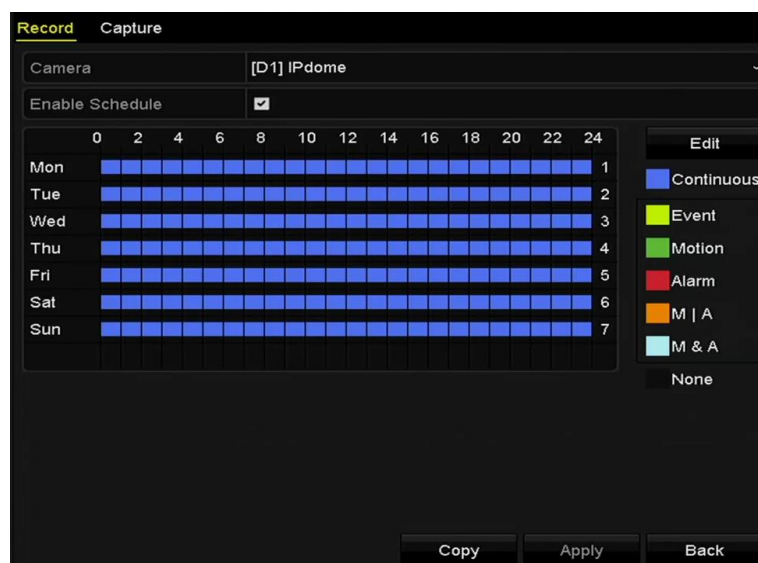 Record Capture
Camera [D1] IPdome
Enable Schedule
0 2 4 6 8 10 12 14 16 18 20 22 24
Edit
Mon 1
Continuous
Tue 2
Wed 3
Event
Thu 4
Motion
Fri 5
Alarm
Sat 6
M | A
Sun 7
M & A
None
Copy Apply Back